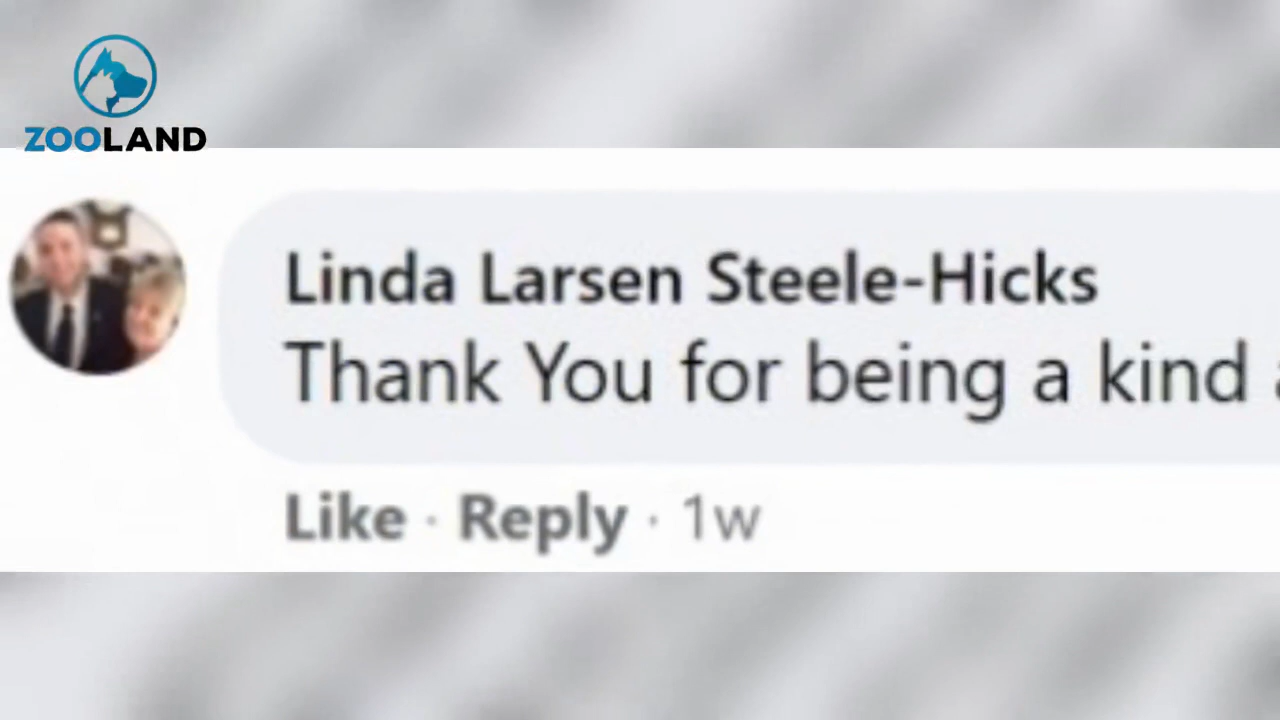 ZOOLAND
Linda Larsen Steele-Hicks
Thank You for being a kind
Like · Reply · 1w